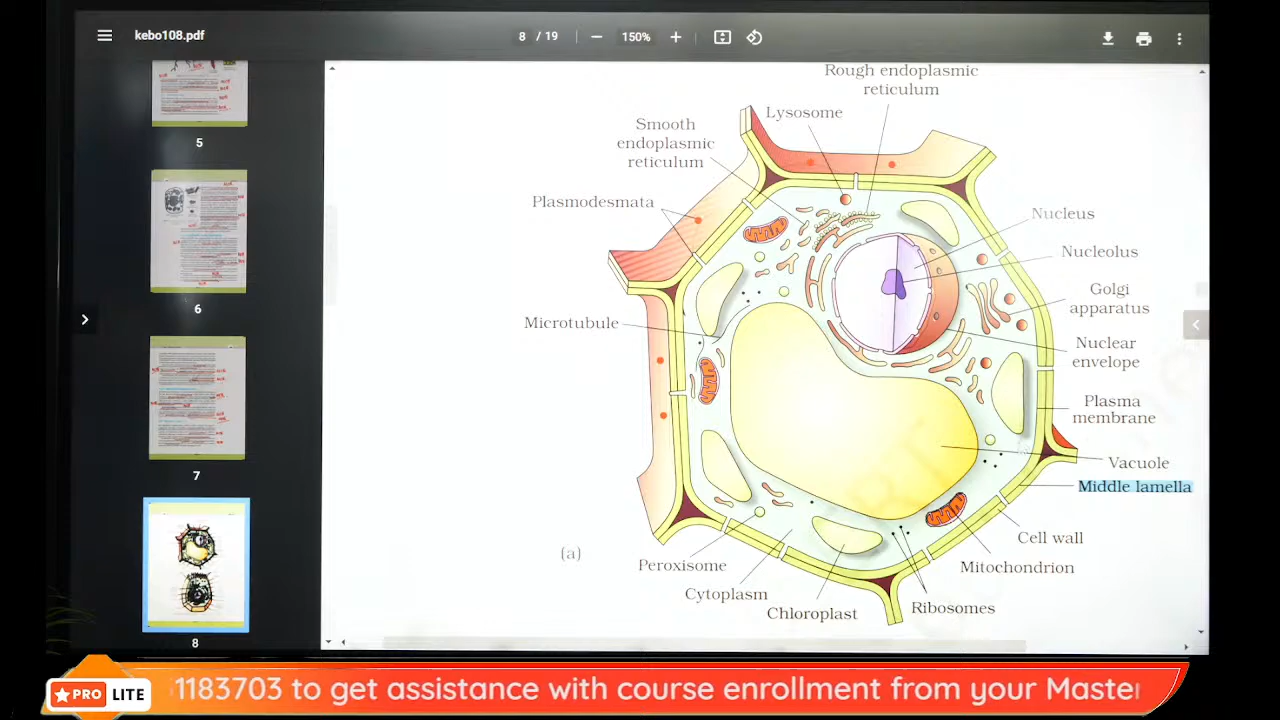 kebo108.pdf
8 / 19
150%
5
6
7
8
Rough endoplasmic
reticulum
Lysosome
Smooth
endoplasmic
reticulum
Plasmodesmata
Nucleus
Nucleolus
Golgi
apparatus
Microtubule
Nuclear
envelope
Plasma
membrane
Vacuole
Middle lamella
Cell wall
(a)
Peroxisome
Mitochondrion
Cytoplasm
Chloroplast
Ribosomes
PRO LITE
1183703 to get assistance with course enrollment from your Master